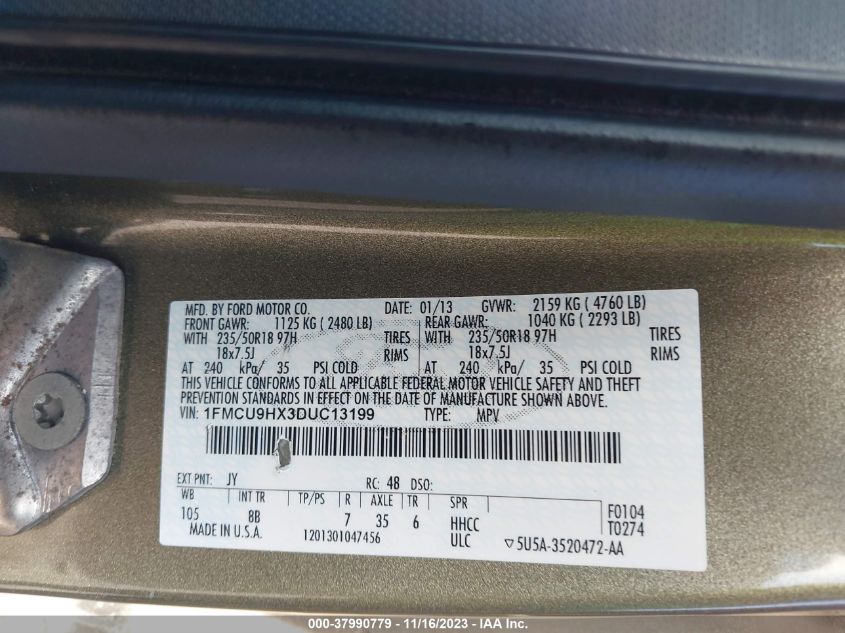 MFD. BY FORD MOTOR CO. DATE: 01/13 GVWR: 2159 KG ( 4760 LB)
FRONT GAWR: 1125 KG ( 2480 LB) REAR GAWR: 1040 KG ( 2293 LB)
WITH 235/50R18 97H TIRES WITH 235/50R18 97H TIRES
18x7.5J RIMS 18x7.5J RIMS
AT 240 kPa/ 35 PSI COLD AT 240 kPa/ 35 PSI COLD
THIS VEHICLE CONFORMS TO ALL APPLICABLE FEDERAL MOTOR VEHICLE SAFETY AND THEFT
PREVENTION STANDARDS IN EFFECT ON THE DATE OF MANUFACTURE SHOWN ABOVE.
VIN: 1FMCU9HX3DUC13199 TYPE: MPV
EXT PNT: JY RC: 48 DSO:
WB INT TR TP/PS R AXLE TR SPR
105 8B 7 35 6 HHCC F0104
MADE IN U.S.A. 1201301047456 ULC T0274
▽5U5A-3520472-AA
000-37990779 - 11/16/2023 - IAA Inc.